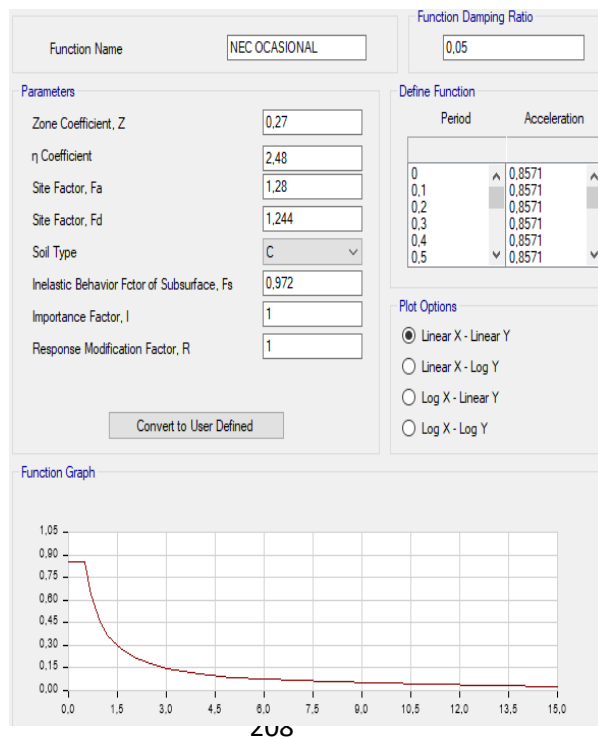 Function Name NEC OCASIONAL
Function Damping Ratio
0,05
Parameters
Zone Coefficient, Z 0,27
η Coefficient 2,48
Site Factor, Fa 1,28
Site Factor, Fd 1,244
Soil Type C
Inelastic Behavior Fctor of Subsurface, Fs 0,972
Importance Factor, I 1
Response Modification Factor, R 1
Convert to User Defined
Define Function
Period Acceleration
0 0,8571
0,1 0,8571
0,2 0,8571
0,3 0,8571
0,4 0,8571
0,5 0,8571
Plot Options
Linear X - Linear Y
Linear X - Log Y
Log X - Linear Y
Log X - Log Y
Function Graph
1,05
0,90
0,75
0,60
0,45
0,30
0,15
0,00
0,0 1,5 3,0 4,5 6,0 7,5 9,0 10,5 12,0 13,5 15,0
208